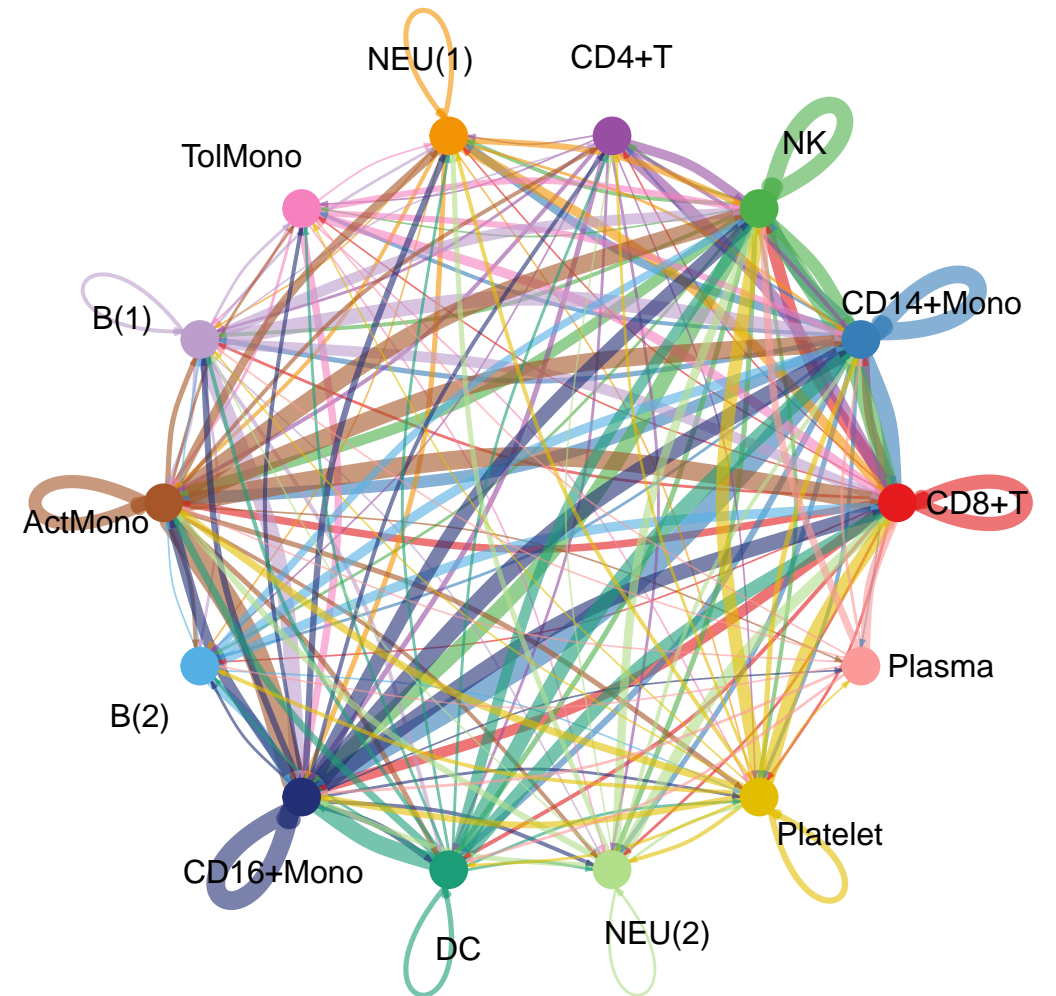 NEU(1)
CD4+T
NK
TolMono
CD14+Mono
B(1)
CD8+T
ActMono
Plasma
B(2)
Platelet
CD16+Mono
NEU(2)
DC